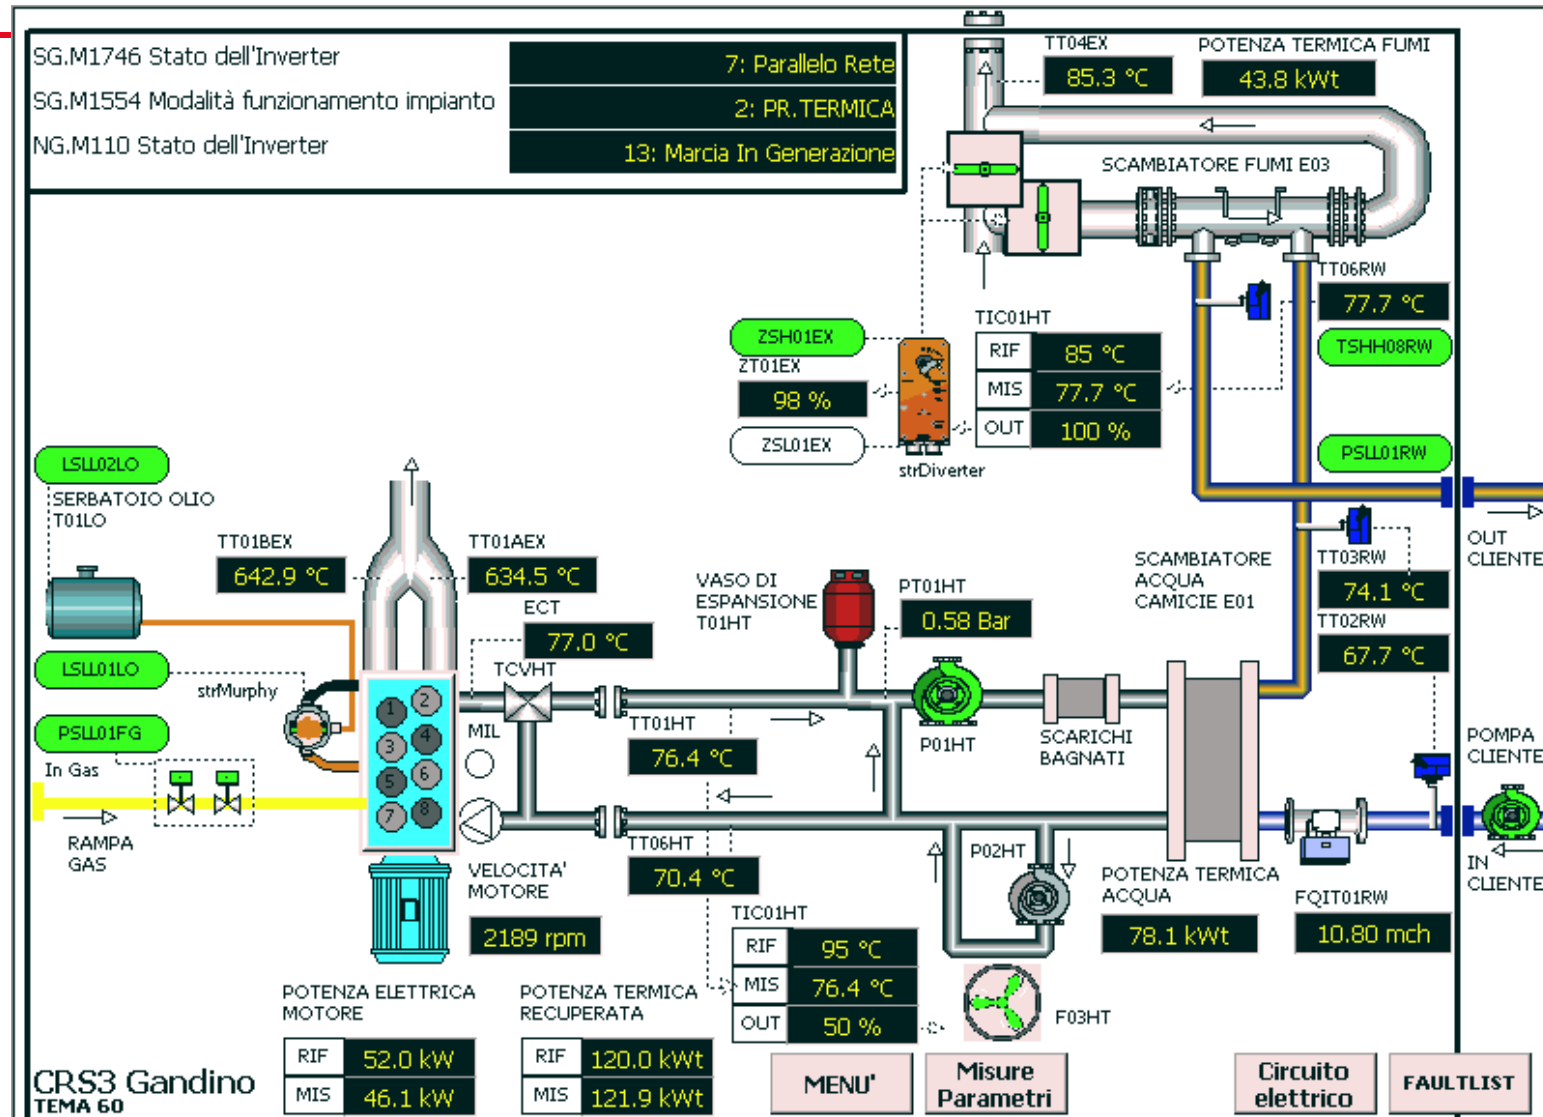 SG.M1746 Stato dell'Inverter
7: Parallelo Rete
SG.M1554 Modalità funzionamento impianto
2: PR.TERMICA
NG.M110 Stato dell'Inverter
13: Marcia In Generazione
TT04EX
85.3 °C
POTENZA TERMICA FUMI
43.8 kWt
SCAMBIATORE FUMI E03
TT06RW
77.7 °C
TSHH08RW
ZSH01EX
ZT01EX
98 %
ZSL01EX
strDiverter
TIC01HT
RIF 85 °C
MIS 77.7 °C
OUT 100 %
PSLL01RW
OUT
CLIENTE
LSLL02LO
SERBATOIO OLIO
T01LO
TT01BEX
642.9 °C
TT01AEX
634.5 °C
ECT
77.0 °C
TCVHT
VASO DI
ESPANSIONE
T01HT
PT01HT
0.58 Bar
SCAMBIATORE
ACQUA
CAMICIE E01
TT03RW
74.1 °C
TT02RW
67.7 °C
LSLL01LO
strMurphy
PSLL01FG
In Gas
RAMPA
GAS
1
2
3
4
5
6
7
8
MIL
TT01HT
76.4 °C
P01HT
SCARICHI
BAGNATI
POMPA
CLIENTE
TT06HT
70.4 °C
P02HT
POTENZA TERMICA
ACQUA
78.1 kWt
FQIT01RW
10.80 mch
IN
CLIENTE
VELOCITA'
MOTORE
2189 rpm
TIC01HT
RIF 95 °C
MIS 76.4 °C
OUT 50 %
F03HT
POTENZA ELETTRICA
MOTORE
RIF 52.0 kW
MIS 46.1 kW
POTENZA TERMICA
RECUPERATA
RIF 120.0 kWt
MIS 121.9 kWt
CRS3 Gandino
TEMA 60
MENU'
Misure
Parametri
Circuito
elettrico
FAULTLIST